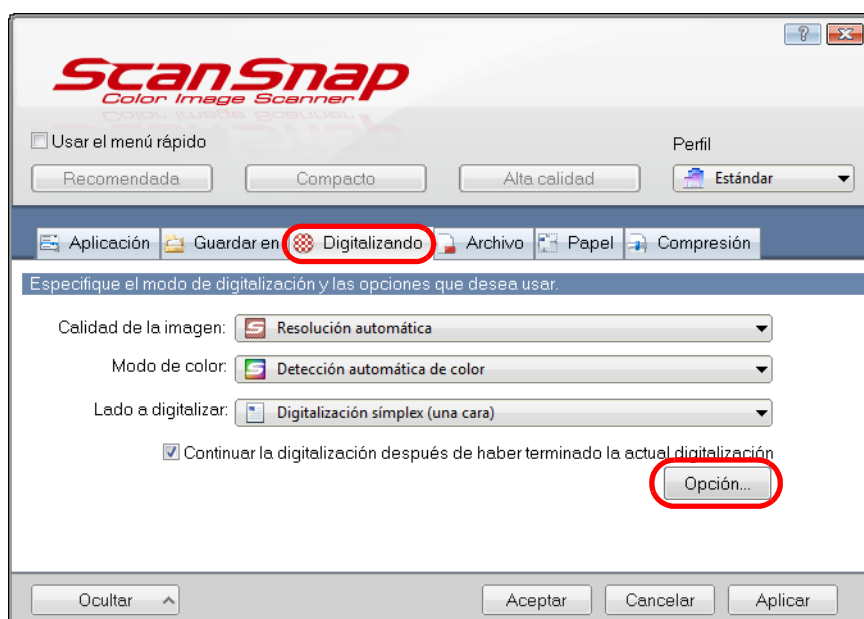 ScanSnap
Color Image Scanner
Usar el menú rápido
Perfil
Recomendada Compacto Alta calidad Estándar
Aplicación Guardar en Digitalizando Archivo Papel Compresión
Especifique el modo de digitalización y las opciones que desea usar.
Calidad de la imagen: Resolución automática
Modo de color: Detección automática de color
Lado a digitalizar: Digitalización símplex (una cara)
Continuar la digitalización después de haber terminado la actual digitalización
Opción...
Ocultar Aceptar Cancelar Aplicar